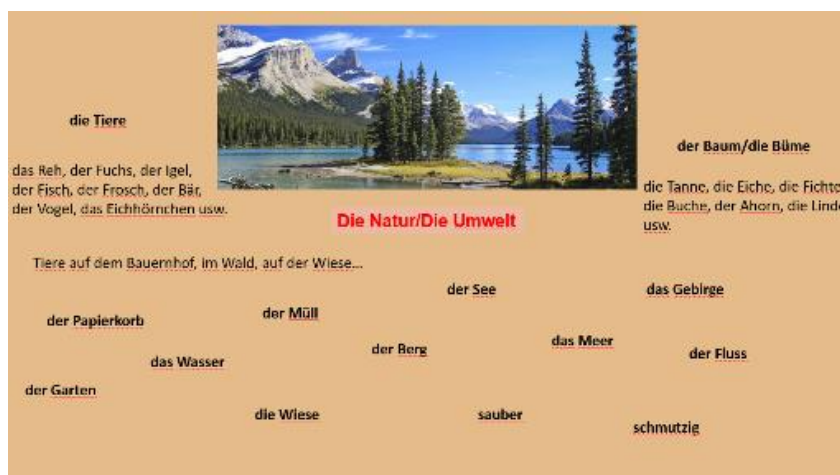 die Tiere
der Baum/die Büme
das Reh, der Fuchs, der Igel,
der Fisch, der Frosch, der Bär,
der Vogel, das Eichhörnchen usw.
die Tanne, die Eiche, die Fichte
die Buche, der Ahorn, die Linde
usw.
Die Natur/Die Umwelt
Tiere auf dem Bauernhof, im Wald, auf der Wiese...
der See
das Gebirge
der Papierkorb
der Müll
der Berg
das Meer
der Fluss
das Wasser
der Garten
die Wiese
sauber
schmutzig